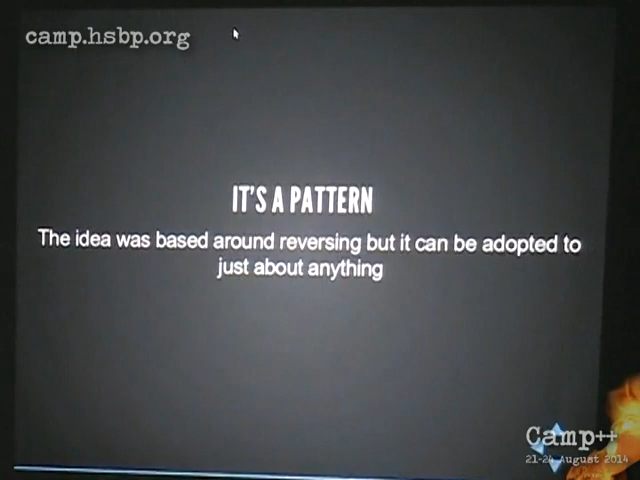 camp.hsbp.org
IT'S A PATTERN
The idea was based around reversing but it can be adopted to
just about anything
Camp++
21-24 August 2014